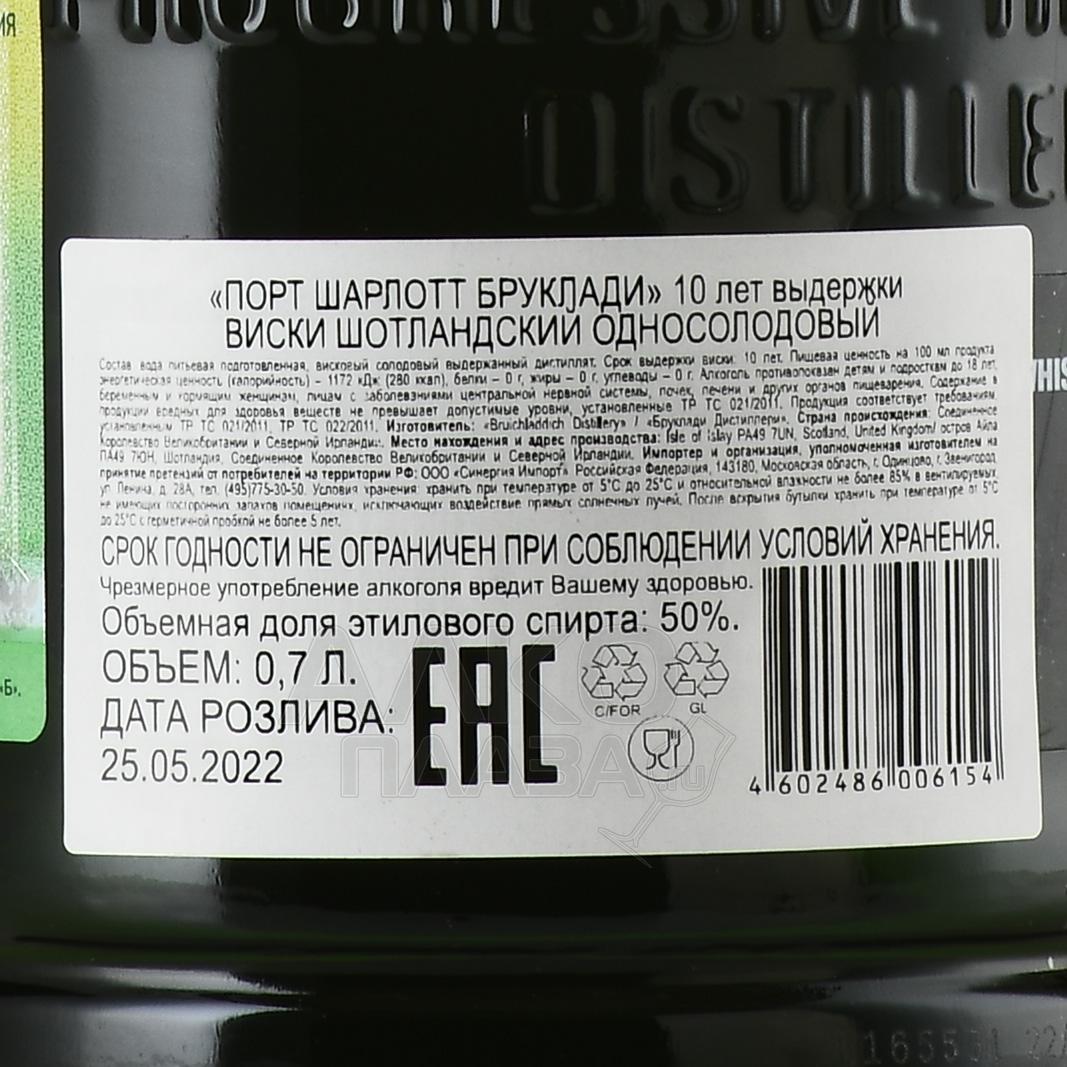 ИЯ
PROGRESSIVE H
DISTILLE
«ПОРТ ШАРЛОТТ БРУКЛАДИ» 10 лет выдержки
ВИСКИ ШОТЛАНДСКИЙ ОДНОСОЛОДОВЫЙ
Состав: вода питьевая подготовленная, висковый солодовый выдержанный дистиллят. Срок выдержки виски: 10 лет. Пищевая ценность на 100 мл продукта
энергетическая ценность (калорийность) – 1172 кДж (280 ккал), белки – 0 г, жиры – 0 г, углеводы – 0 г. Алкоголь противопоказан детям и подросткам до 18 лет,
беременным и кормящим женщинам, лицам с заболеваниями центральной нервной системы, почек, печени и других органов пищеварения. Содержание в
продукции вредных для здоровья веществ не превышает допустимые уровни, установленные ТР ТС 021/2011. Продукция соответствует требованиям,
установленным ТР ТС 021/2011, ТР ТС 022/2011. Изготовитель: «Bruichladdich Distillery» / «Бруклади Дистиллери». Страна происхождения: Соединенное
Королевство Великобритании и Северной Ирландии. Место нахождения и адрес производства: Isle of Islay PA49 7UN, Scotland, United Kingdom/ остров Айла
ПА49 7ЮН, Шотландия, Соединенное Королевство Великобритании и Северной Ирландии. Импортер и организация, уполномоченная изготовителем на
принятие претензий от потребителей на территории РФ: ООО «Синергия Импорт». Российская Федерация, 143180, Московская область, г. Одинцово, г. Звенигород,
ул Ленина, д. 28А, тел. (495)775-30-50. Условия хранения: хранить при температуре от 5°С до 25°С и относительной влажности не более 85% в вентилируемых,
не имеющих посторонних запахов помещениях, исключающих воздействие прямых солнечных лучей. После вскрытия бутылки хранить при температуре от 5°С
до 25°С с герметичной пробкой не более 5 лет.
СРОК ГОДНОСТИ НЕ ОГРАНИЧЕН ПРИ СОБЛЮДЕНИИ УСЛОВИЙ ХРАНЕНИЯ.
Чрезмерное употребление алкоголя вредит Вашему здоровью.
Объемная доля этилового спирта: 50%.
ОБЪЕМ: 0,7 Л.
ДАТА РОЗЛИВА:
25.05.2022
EAC
C/FOR
GL
4 602486 006154
АЛКО
ПЛАЗА.ru
WHIS
«Б».
165531 22/